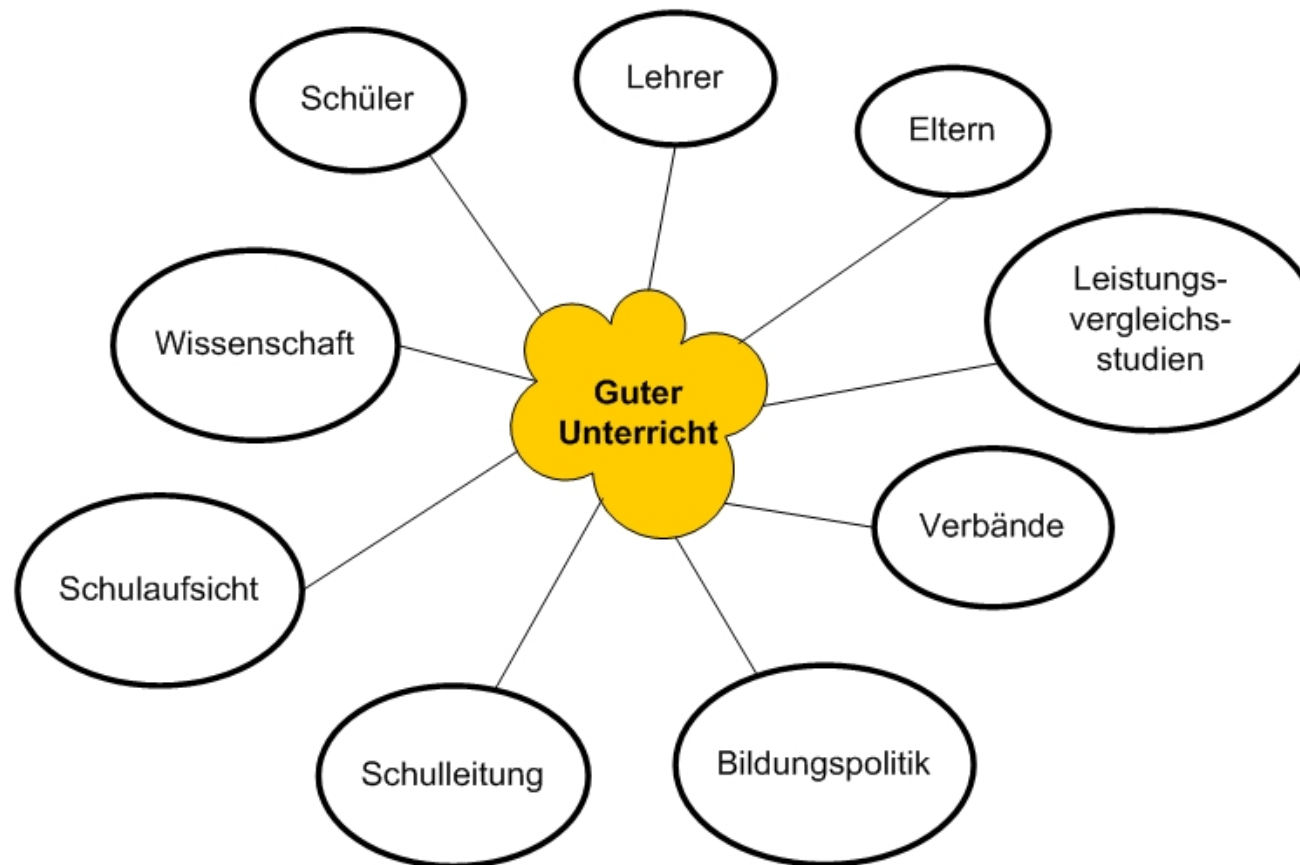 Lehrer
Schüler
Eltern
Leistungs-
vergleichs-
studien
Wissenschaft
Guter
Unterricht
Verbände
Schulaufsicht
Schulleitung
Bildungspolitik